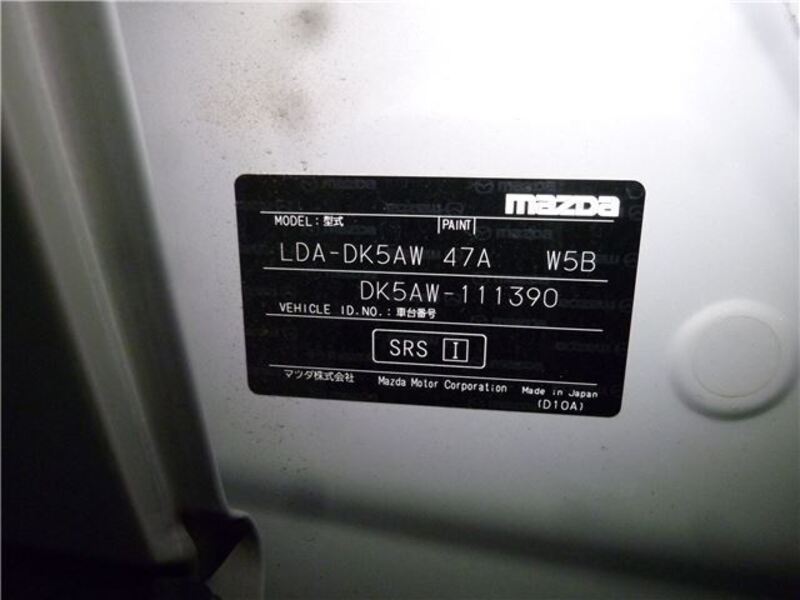 mazda
MODEL:型式 PAINT
LDA-DK5AW 47A W5B
DK5AW-111390
VEHICLE ID.NO.:車台番号
SRS I
マツダ株式会社 Mazda Motor Corporation Made in Japan
(D10A)